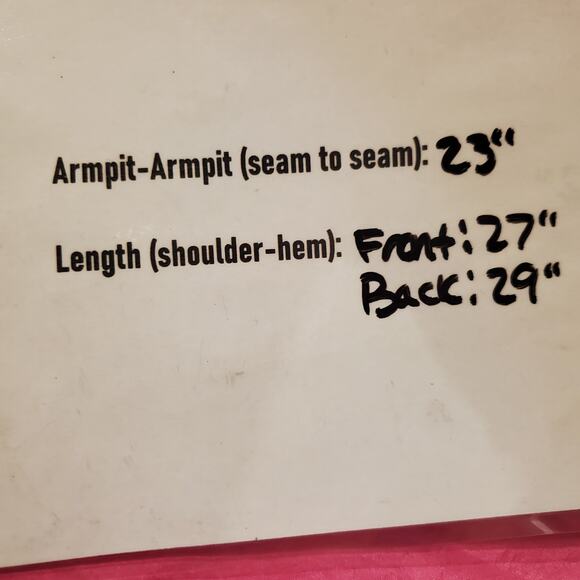 Armpit-Armpit (seam to seam): 23"
Length (shoulder-hem): Front: 27"
Back: 29"